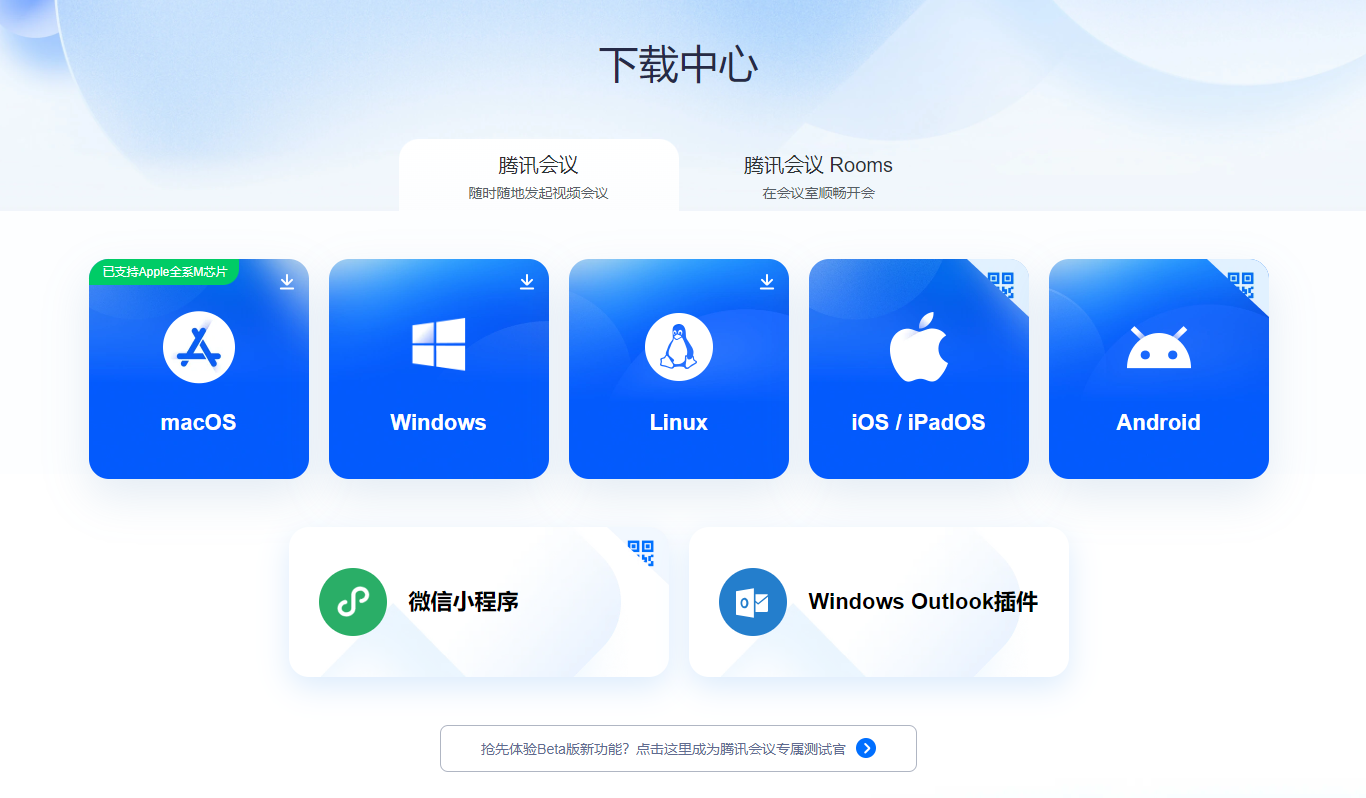 下载中心
腾讯会议
随时随地发起视频会议
腾讯会议 Rooms
在会议室顺畅开会
已支持Apple全系M芯片
macOS
Windows
Linux
iOS / iPadOS
Android
微信小程序
Windows Outlook插件
抢先体验Beta版新功能？点击这里成为腾讯会议专属测试官